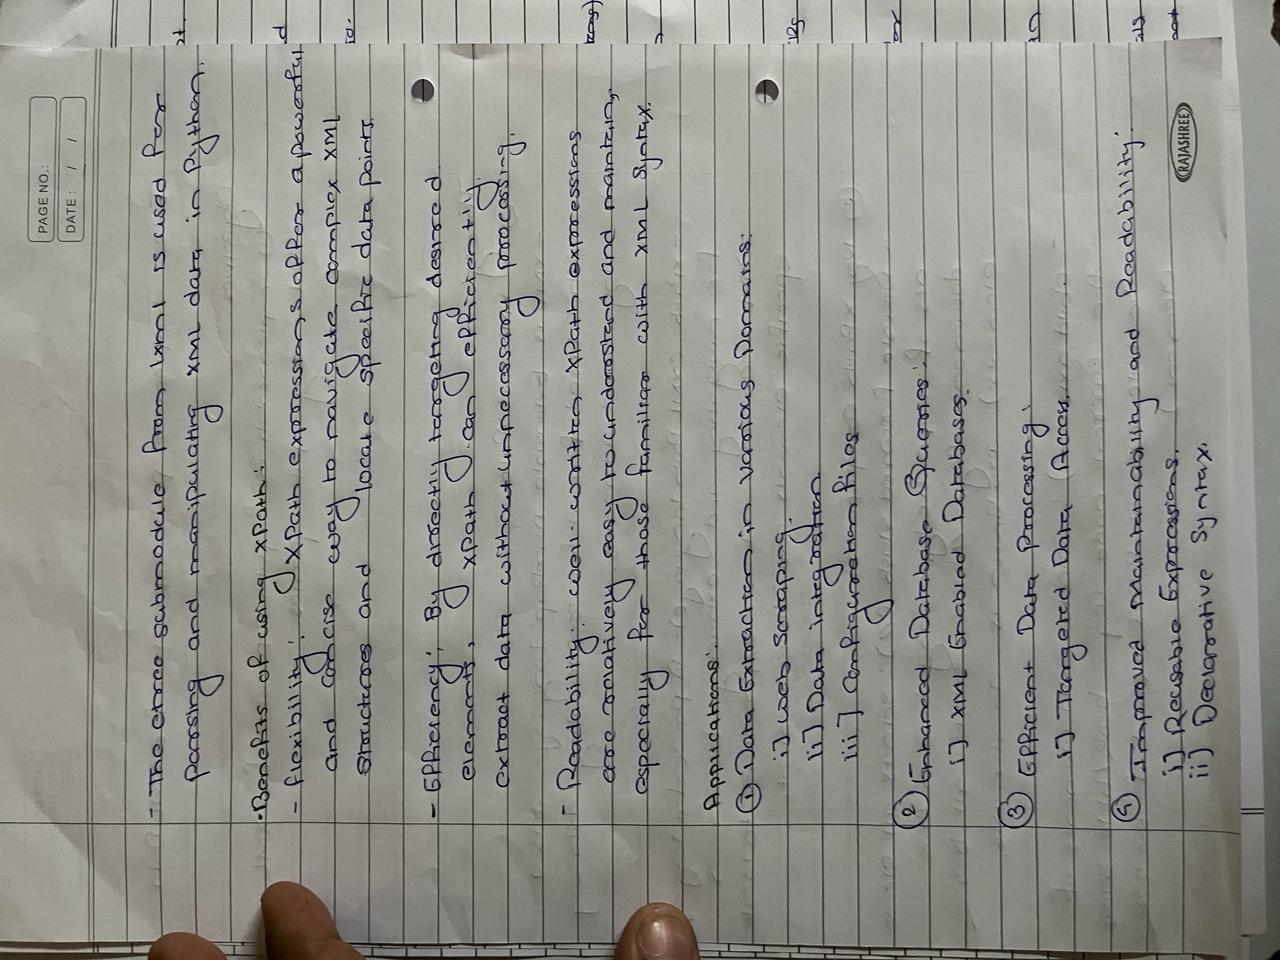 PAGE NO.:
DATE: / /
- The etree submodule from lxml is used for
parsing and manipulating XML data in Python.
• Benefits of using XPath:
- flexibility: XPath expressions offer a powerful
and concise way to navigate complex XML
structures and locate specific data points.
- Efficiency: By directly targeting desired
elements, XPath can efficiently
extract data without unnecessary processing.
- Readability: well-written XPath expressions
are relatively easy to understand and maintain,
especially for those familiar with XML syntax.
Applications:
① Data Extraction in various Domains:
i] web scraping.
ii] Data integration
iii] configuration files
② Enhanced Database Queries:
i] XML Enabled Databases.
③ Efficient Data Processing:
i] Targered Data Access.
④ Improved Maintainability and Readability:
i] Reusable Expressions.
ii] Declarative Syntax.
RAJASHREE